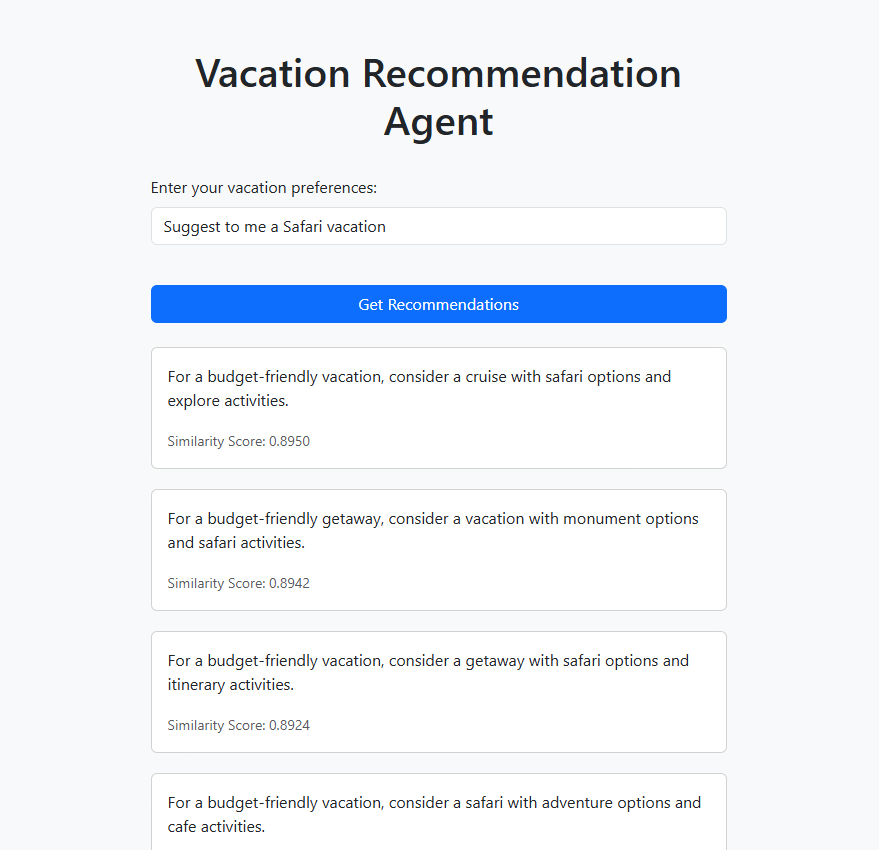 Vacation Recommendation
Agent
Enter your vacation preferences:
Suggest to me a Safari vacation
Get Recommendations
For a budget-friendly vacation, consider a cruise with safari options and
explore activities.
Similarity Score: 0.8950
For a budget-friendly getaway, consider a vacation with monument options
and safari activities.
Similarity Score: 0.8942
For a budget-friendly vacation, consider a getaway with safari options and
itinerary activities.
Similarity Score: 0.8924
For a budget-friendly vacation, consider a safari with adventure options and
cafe activities.